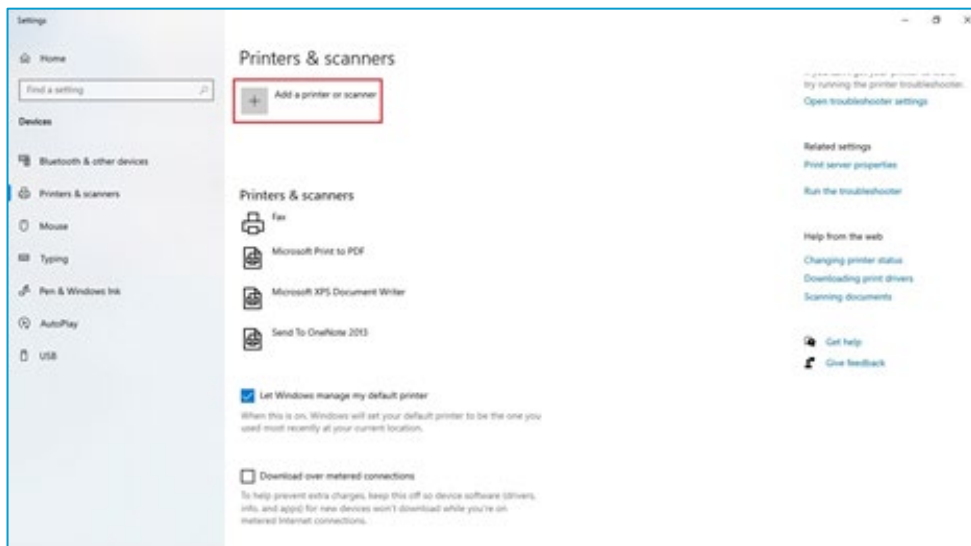 Settings
Home
Find a setting
Devices
Bluetooth & other devices
Printers & scanners
Mouse
Typing
Pen & Windows Ink
AutoPlay
USB
Printers & scanners
Add a printer or scanner
Printers & scanners
Fax
Microsoft Print to PDF
Microsoft XPS Document Writer
Send To OneNote 2013
Let Windows manage my default printer
When this is on, Windows will set your default printer to be the one you
used most recently at your current location.
Download over metered connections
To help prevent extra charges, keep this off so device software (drivers,
info, and apps) for new devices won't download while you're on
metered Internet connections.
try running the printer troubleshooter.
Open troubleshooter settings
Related settings
Print server properties
Run the troubleshooter
Help from the web
Changing printer status
Downloading print drivers
Scanning documents
Get help
Give feedback